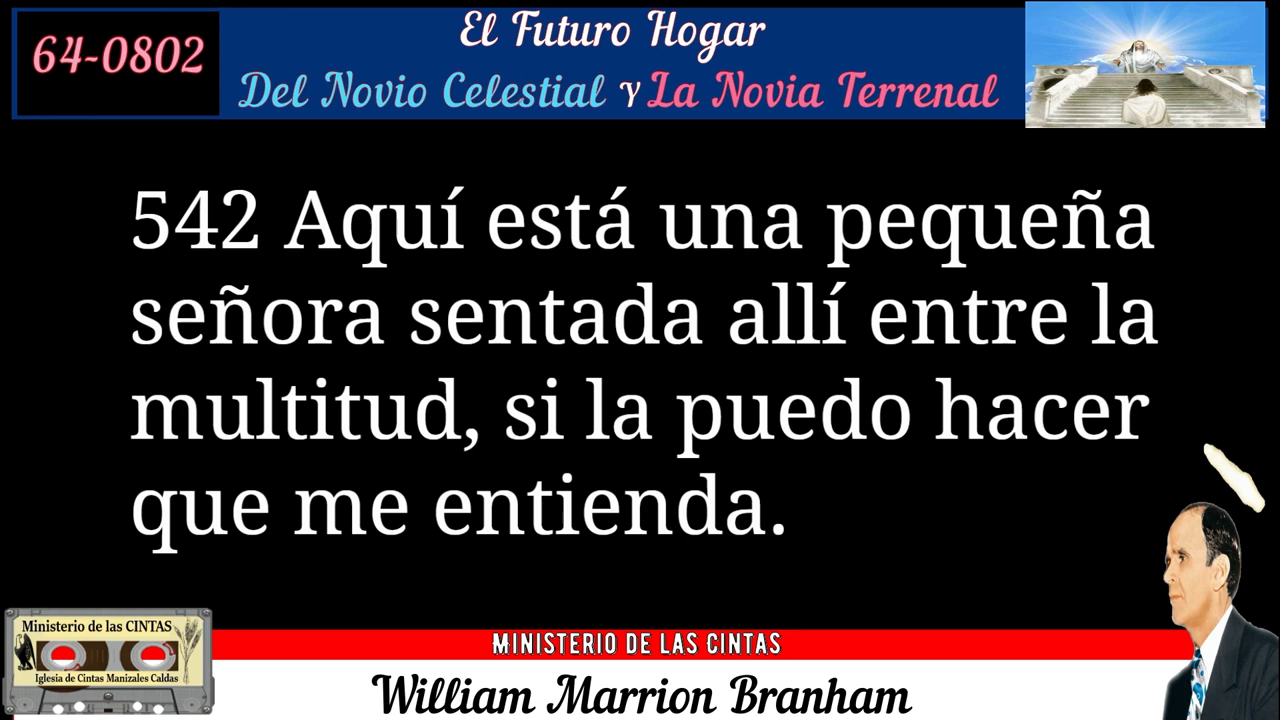 64-0802
El Futuro Hogar
Del Novio Celestial Y La Novia Terrenal
542 Aquí está una pequeña
señora sentada allí entre la
multitud, si la puedo hacer
que me entienda.
Ministerio de las CINTAS
Iglesia de Cintas Manizales Caldas
MINISTERIO DE LAS CINTAS
William Marrion Branham